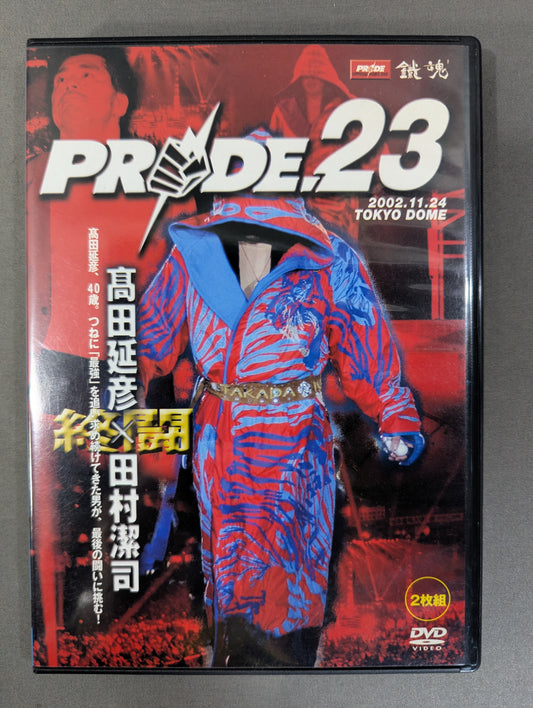 PRIDE
鉄魂
PRIDE.23
2002.11.24
TOKYO DOME
髙田延彦×田村潔司
終闘
髙田延彦、40歳。つねに「最強」を追い求め続けてきた男が、最後の闘いに挑む!
TAKADA
2枚組
DVD
VIDEO